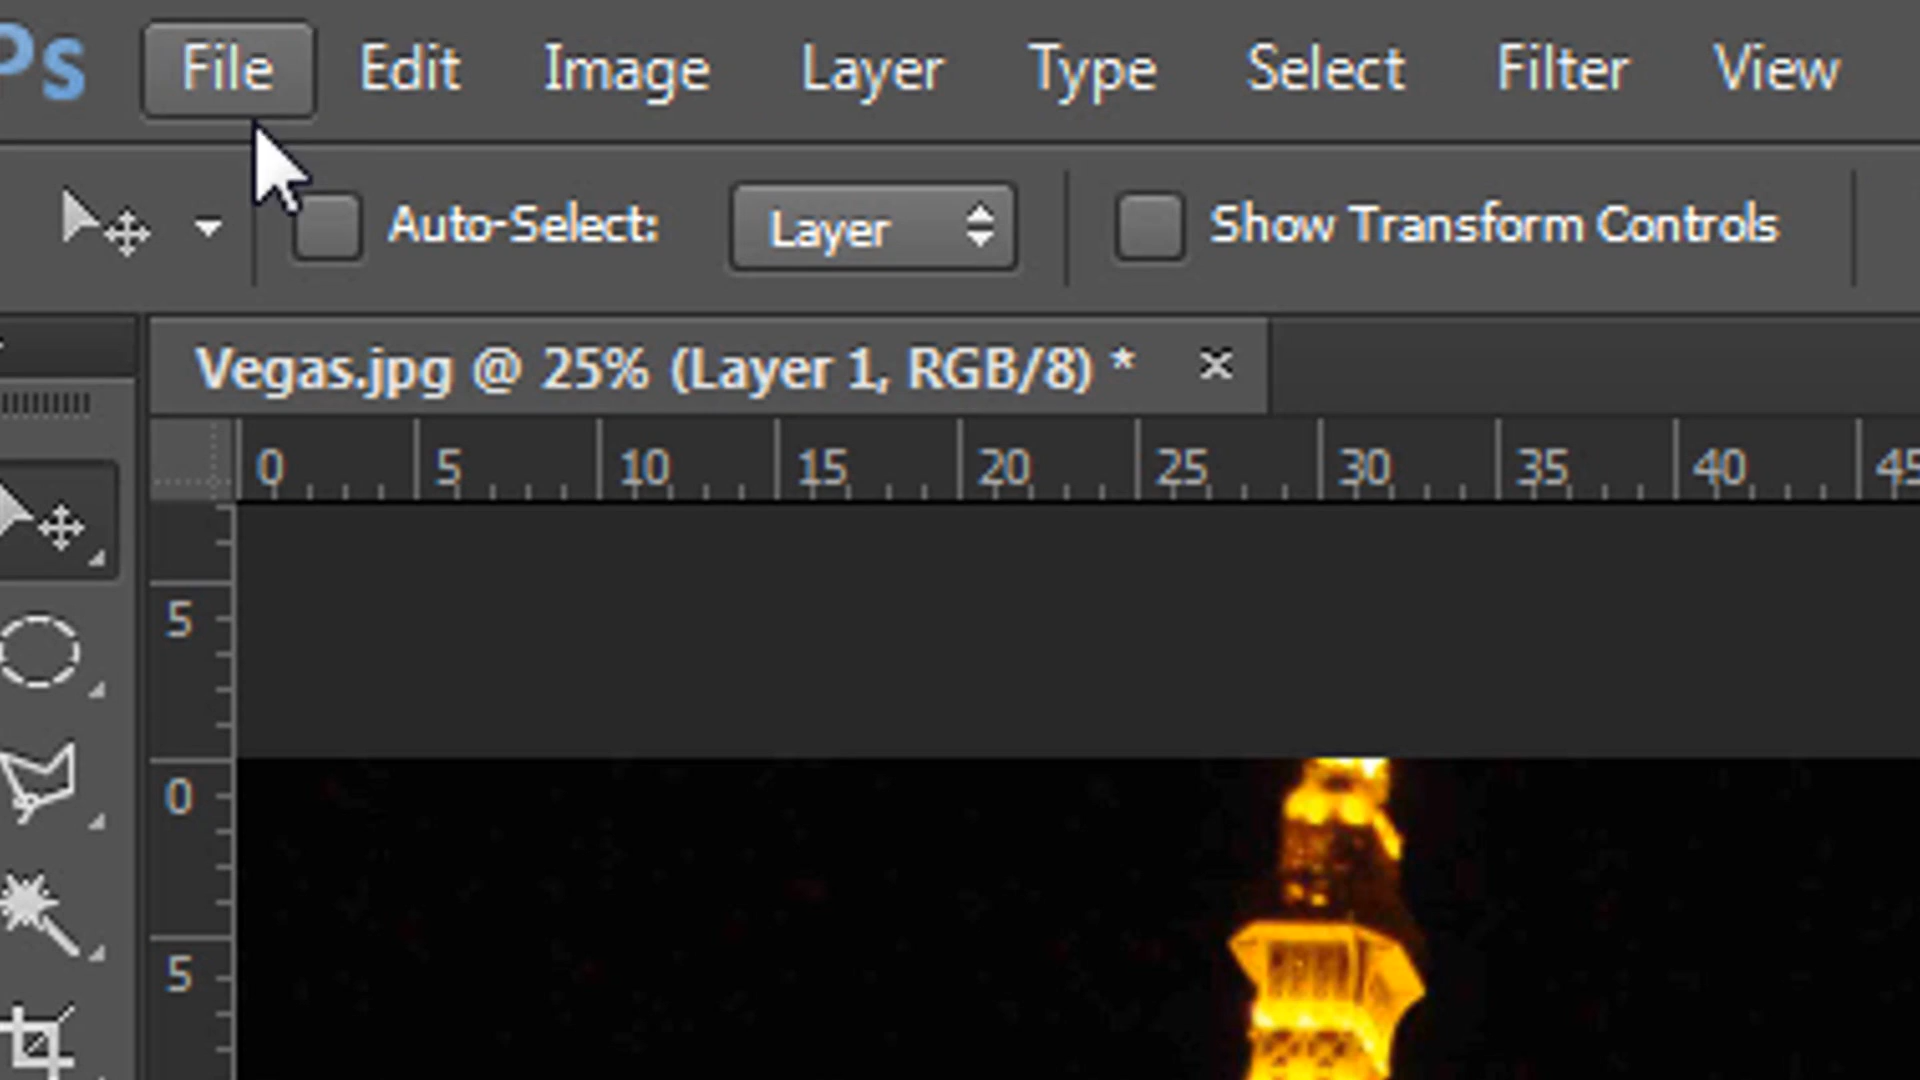 Ps File Edit Image Layer Type Select Filter View
Auto-Select: Layer Show Transform Controls
Vegas.jpg @ 25% (Layer 1, RGB/8) * ×
0 5 10 15 20 25 30 35 40 45
5
0
5